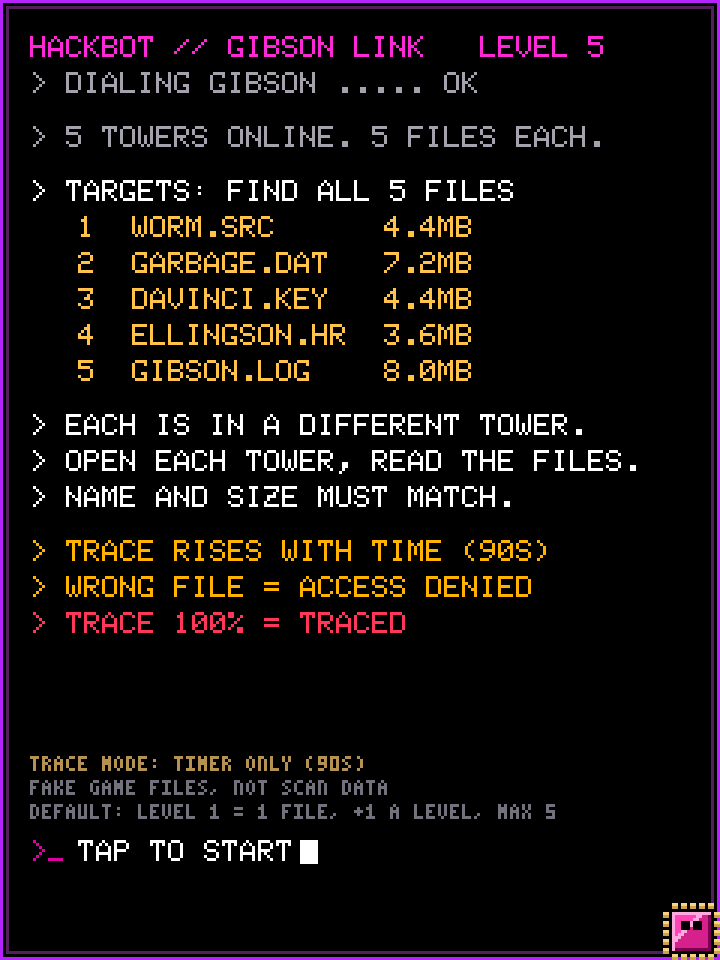 HACKBOT // GIBSON LINK   LEVEL 5
> DIALING GIBSON ..... OK
> 5 TOWERS ONLINE. 5 FILES EACH.
> TARGETS: FIND ALL 5 FILES
1  WORM.SRC      4.4MB
2  GARBAGE.DAT   7.2MB
3  DAVINCI.KEY   4.4MB
4  ELLINGSON.HR  3.6MB
5  GIBSON.LOG    8.0MB
> EACH IS IN A DIFFERENT TOWER.
> OPEN EACH TOWER, READ THE FILES.
> NAME AND SIZE MUST MATCH.
> TRACE RISES WITH TIME (90S)
> WRONG FILE = ACCESS DENIED
> TRACE 100% = TRACED
TRACE MODE: TIMER ONLY (90S)
FAKE GAME FILES, NOT SCAN DATA
DEFAULT: LEVEL 1 = 1 FILE, +1 A LEVEL, MAX 5
>_ TAP TO START